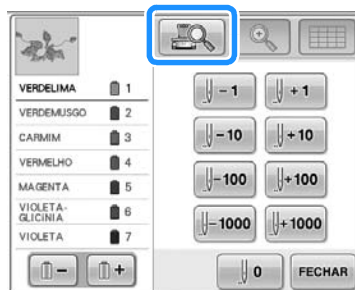 VERDELIMA 1
VERDEMUSGO 2
CARMIM 3
VERMELHO 4
MAGENTA 5
VIOLETA-
GLICÍNIA 6
VIOLETA 7
− +
-1 +1
-10 +10
-100 +100
-1000 +1000
0 FECHAR